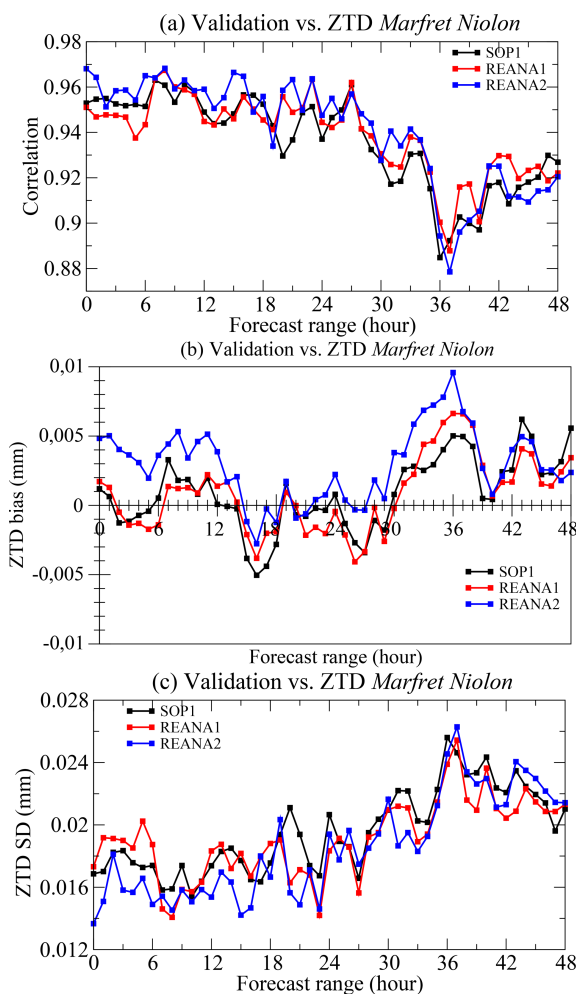 (a) Validation vs. ZTD Marfret Niolon
0.98
SOP1
REANA1
0.96
REANA2
0.94
Correlation
0.92
0.9
0.88
0 6 12 18 24 30 36 42 48
Forecast range (hour)
(b) Validation vs. ZTD Marfret Niolon
0,01
0,005
ZTD bias (mm)
0
0 6 12 18 24 30 36 42 48
SOP1
-0,005
REANA1
REANA2
-0,01
Forecast range (hour)
(c) Validation vs. ZTD Marfret Niolon
0.028
SOP1
REANA1
REANA2
0.024
ZTD SD (mm)
0.02
0.016
0.012
0 6 12 18 24 30 36 42 48
Forecast range (hour)